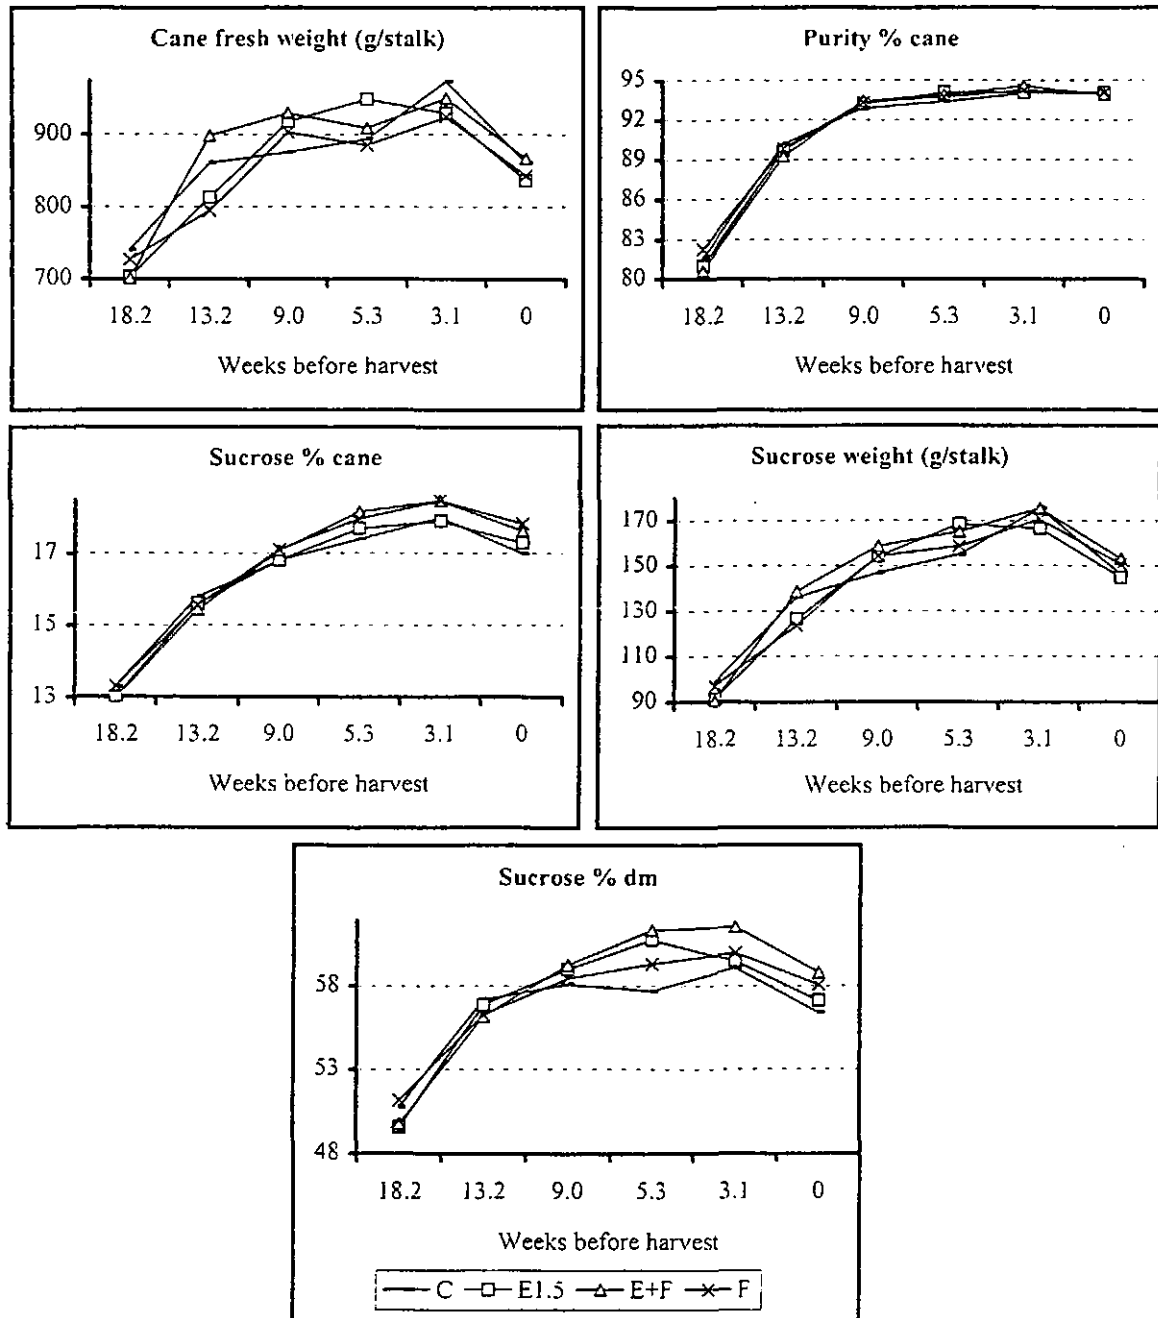 Cane fresh weight (g/stalk)
900
800
700
18.2 13.2 9.0 5.3 3.1 0
Weeks before harvest
Purity % cane
95
92
89
86
83
80
18.2 13.2 9.0 5.3 3.1 0
Weeks before harvest
Sucrose % cane
17
15
13
18.2 13.2 9.0 5.3 3.1 0
Weeks before harvest
Sucrose weight (g/stalk)
170
150
130
110
90
18.2 13.2 9.0 5.3 3.1 0
Weeks before harvest
Sucrose % dm
58
53
48
18.2 13.2 9.0 5.3 3.1 0
Weeks before harvest
C E1.5 E+F F